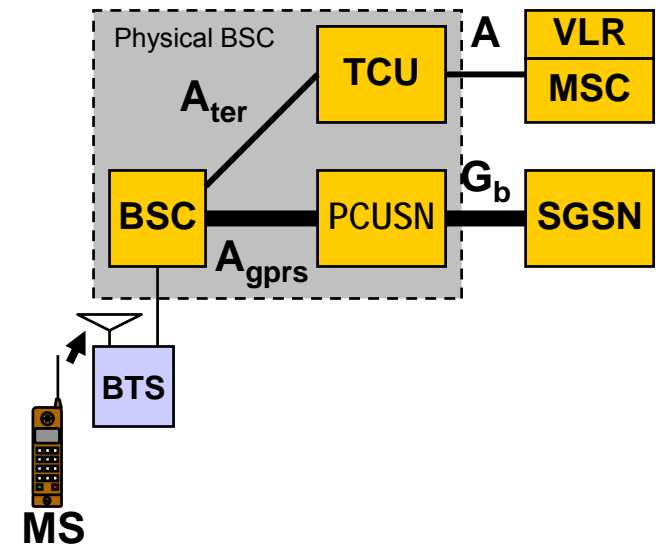 Physical BSC
A
VLR
TCU
MSC
Ater
Gb
BSC
PCUSN
SGSN
Agprs
BTS
MS